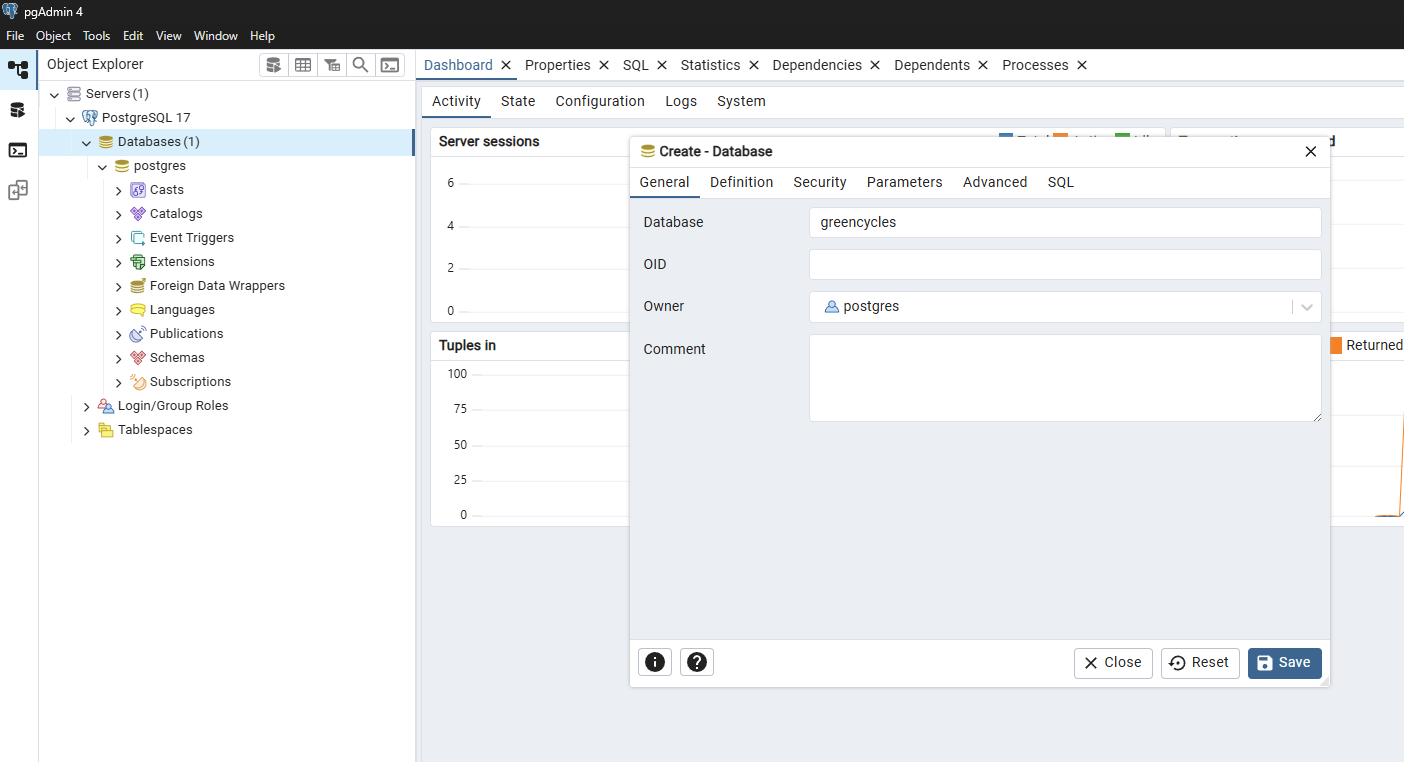 pgAdmin 4
File Object Tools Edit View Window Help
Object Explorer
Dashboard Properties SQL Statistics Dependencies Dependents Processes
Servers (1)
PostgreSQL 17
Databases (1)
postgres
Casts
Catalogs
Event Triggers
Extensions
Foreign Data Wrappers
Languages
Publications
Schemas
Subscriptions
Login/Group Roles
Tablespaces
Activity State Configuration Logs System
Server sessions
6
4
2
0
Tuples in
100
75
50
25
0
Returned
Create - Database
General Definition Security Parameters Advanced SQL
Database greencycles
OID
Owner postgres
Comment
Close Reset Save